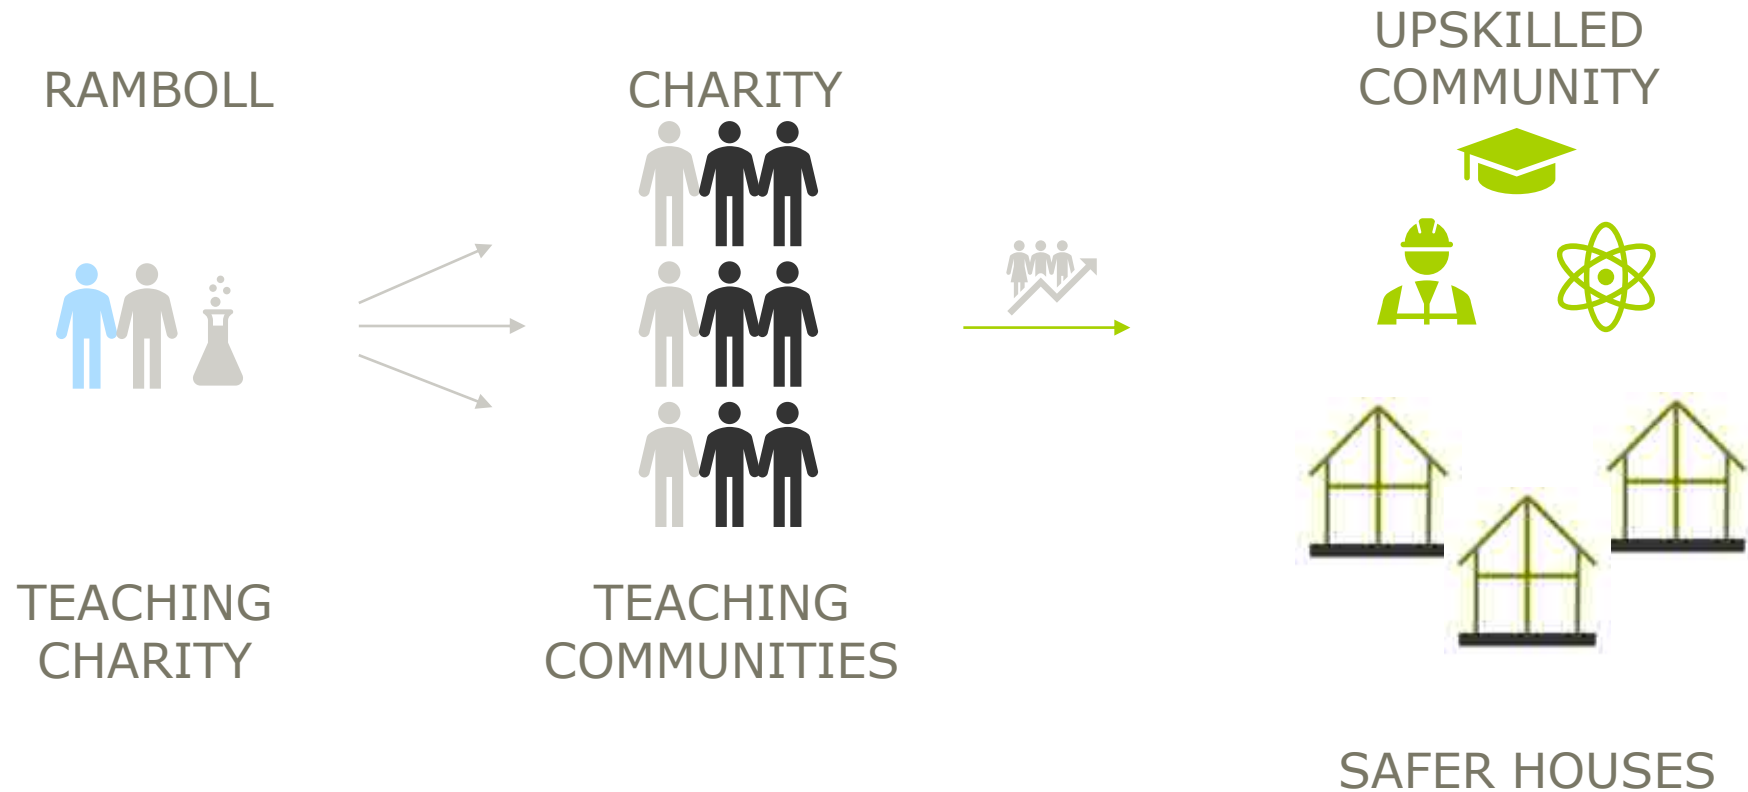 RAMBOLL
TEACHING
CHARITY
CHARITY
TEACHING
COMMUNITIES
UPSKILLED
COMMUNITY
SAFER HOUSES